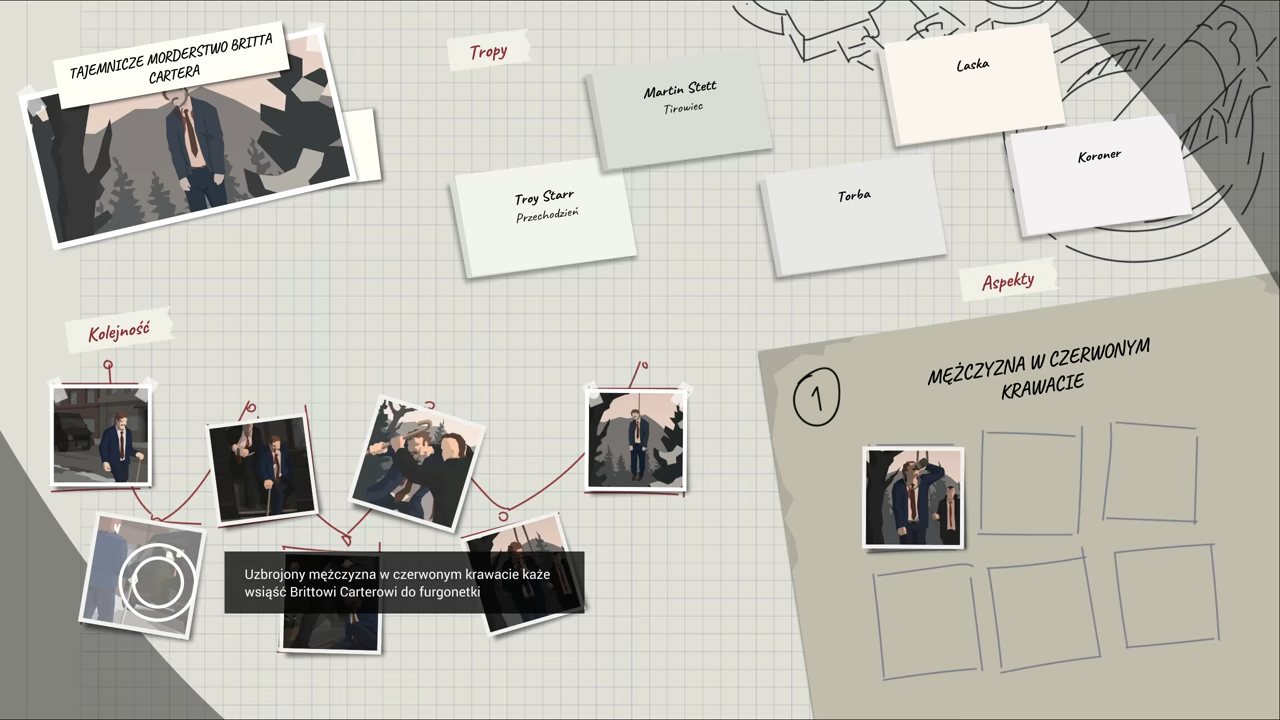 TAJEMNICZE MORDERSTWO BRITTA
CARTERA
Tropy
Martin Stett
Tirowiec
Laska
Troy Starr
Przechodzień
Torba
Koroner
Aspekty
Kolejność
1
MĘŻCZYZNA W CZERWONYM
KRAWACIE
Uzbrojony mężczyzna w czerwonym krawacie każe
wsiąść Brittowi Carterowi do furgonetki